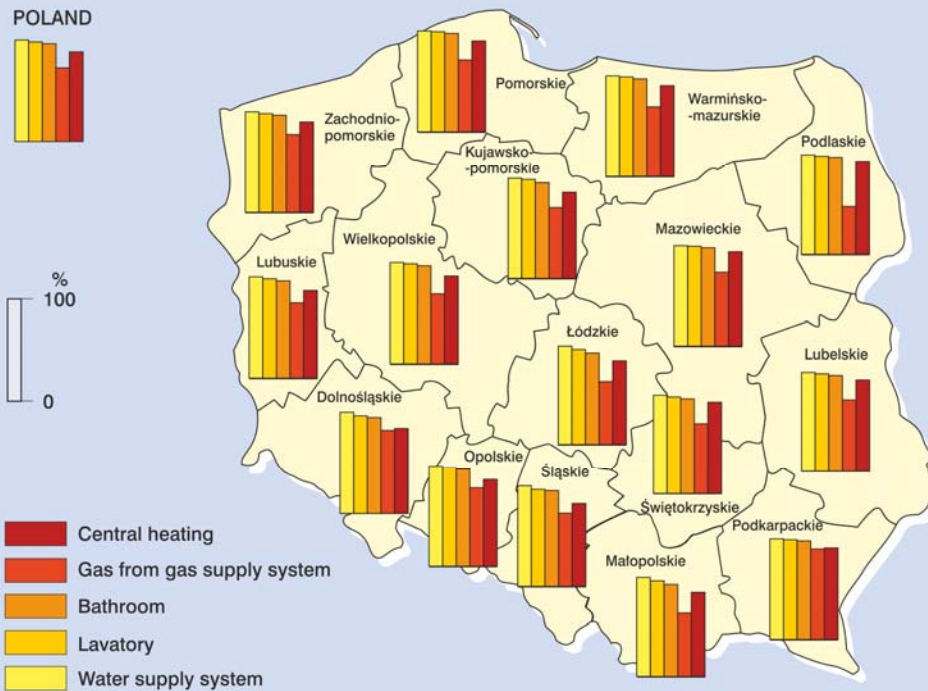 POLAND
Pomorskie
Warmińsko-
-mazurskie
Zachodnio-
pomorskie
Podlaskie
Kujawsko-
-pomorskie
Mazowieckie
Wielkopolskie
Lubuskie
%
100
0
Łódzkie
Lubelskie
Dolnośląskie
Opolskie
Śląskie
Świętokrzyskie
Podkarpackie
Małopolskie
Central heating
Gas from gas supply system
Bathroom
Lavatory
Water supply system